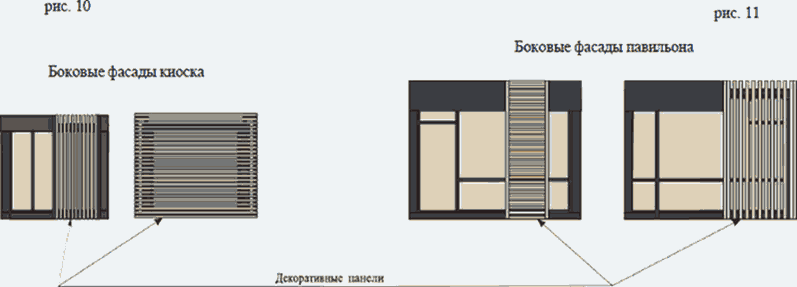 рис. 10
рис. 11
Боковые фасады киоска
Боковые фасады павильона
Декоративные панели